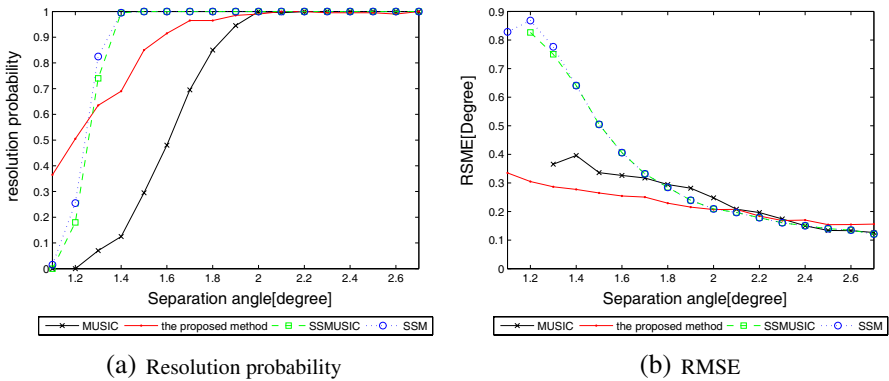 1
0.9
0.8
0.7
0.6
0.5
0.4
0.3
0.2
0.1
0
resolution probability
1.2 1.4 1.6 1.8 2 2.2 2.4 2.6
Separation angle[degree]
MUSIC the proposed method SSMUSIC SSM
(a) Resolution probability
0.9
0.8
0.7
0.6
0.5
0.4
0.3
0.2
0.1
0
RSME[Degree]
1.2 1.4 1.6 1.8 2 2.2 2.4 2.6
Separation angle[degree]
MUSIC the proposed method SSMUSIC SSM
(b) RMSE